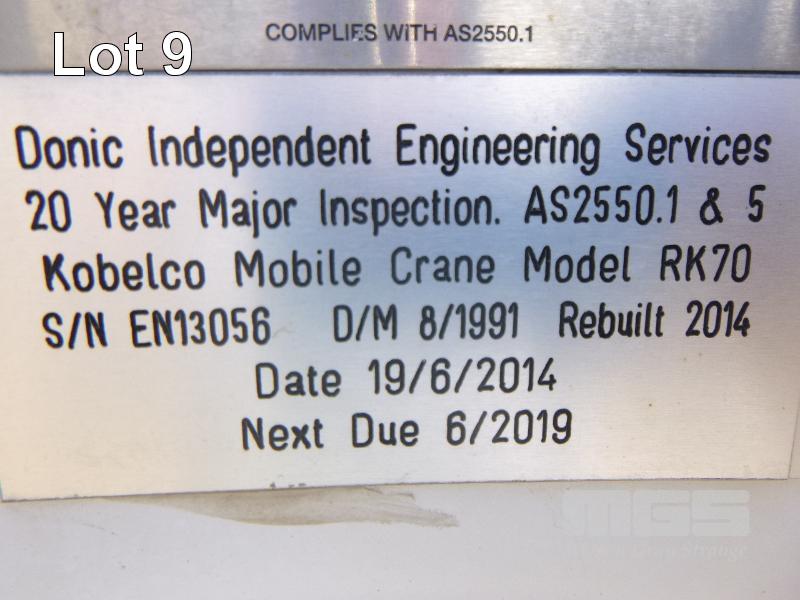 COMPLIES WITH AS2550.1
Lot 9
Donic Independent Engineering Services
20 Year Major Inspection. AS2550.1 & 5
Kobelco Mobile Crane Model RK70
S/N EN13056 D/M 8/1991 Rebuilt 2014
Date 19/6/2014
Next Due 6/2019
MGS